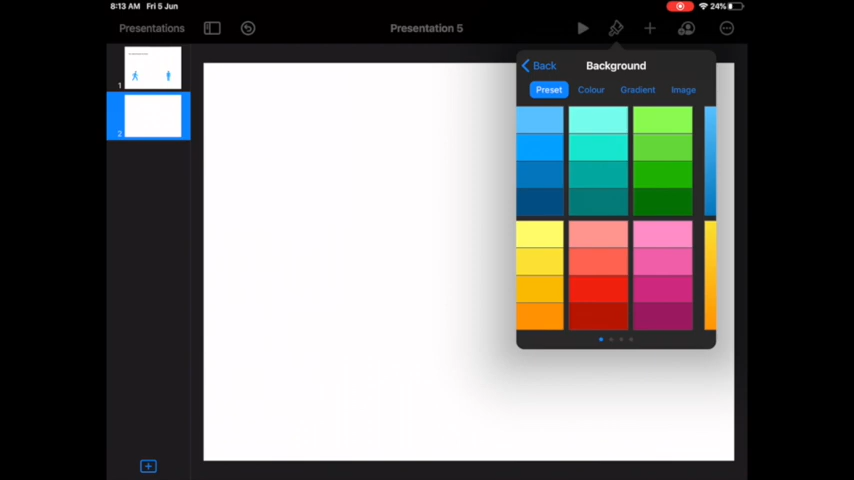 8:13 AM Fri 5 Jun
24%
Presentations
Presentation 5
Back
Background
Preset Colour Gradient Image
1
2